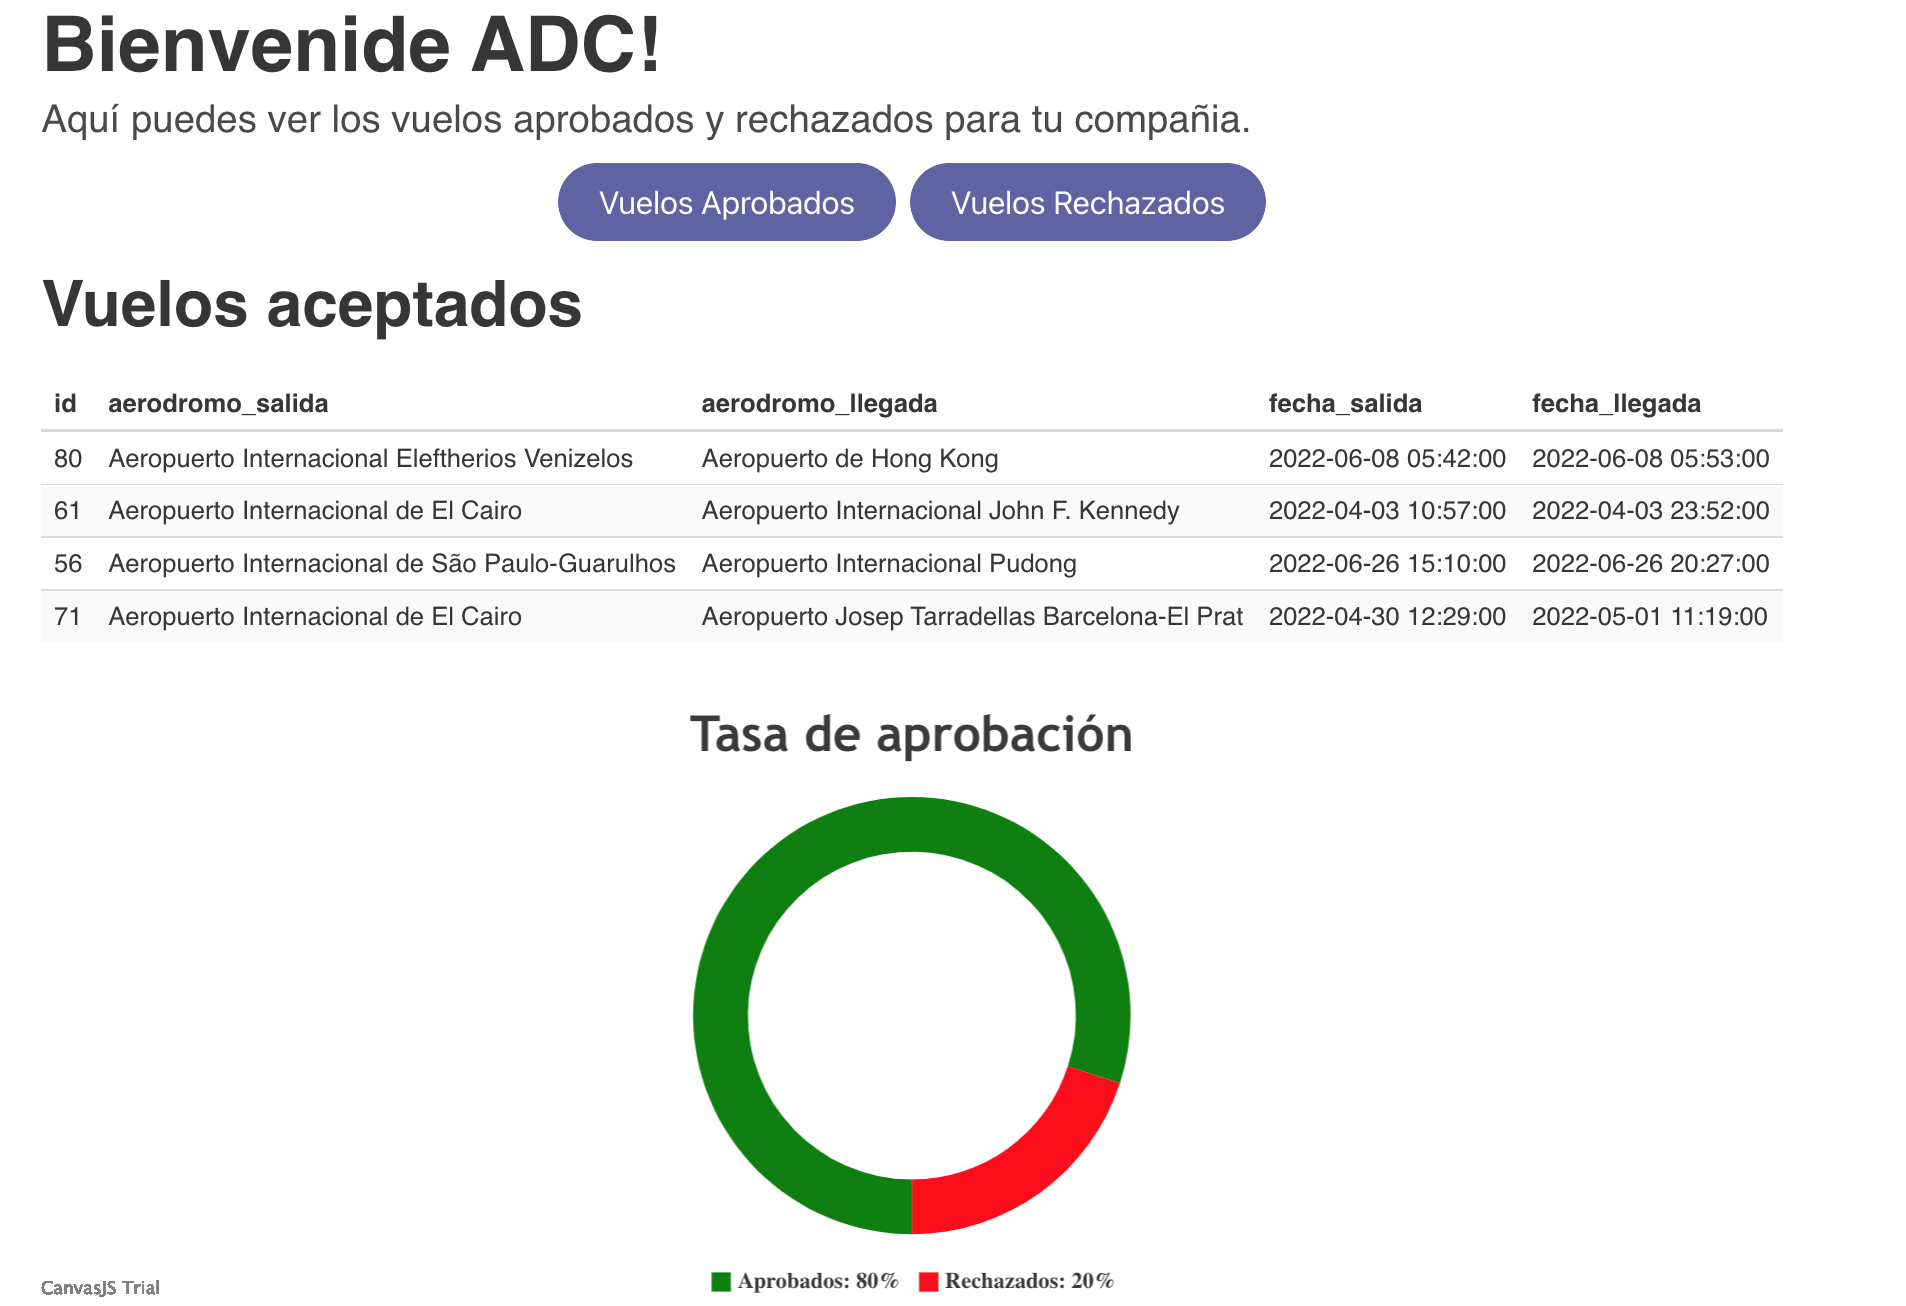 Bienvenide ADC!
Aquí puedes ver los vuelos aprobados y rechazados para tu compañia.
Vuelos Aprobados Vuelos Rechazados
Vuelos aceptados
id aerodromo_salida aerodromo_llegada fecha_salida fecha_llegada
80 Aeropuerto Internacional Eleftherios Venizelos Aeropuerto de Hong Kong 2022-06-08 05:42:00 2022-06-08 05:53:00
61 Aeropuerto Internacional de El Cairo Aeropuerto Internacional John F. Kennedy 2022-04-03 10:57:00 2022-04-03 23:52:00
56 Aeropuerto Internacional de São Paulo-Guarulhos Aeropuerto Internacional Pudong 2022-06-26 15:10:00 2022-06-26 20:27:00
71 Aeropuerto Internacional de El Cairo Aeropuerto Josep Tarradellas Barcelona-El Prat 2022-04-30 12:29:00 2022-05-01 11:19:00
Tasa de aprobación
Aprobados: 80% Rechazados: 20%
CanvasJS Trial